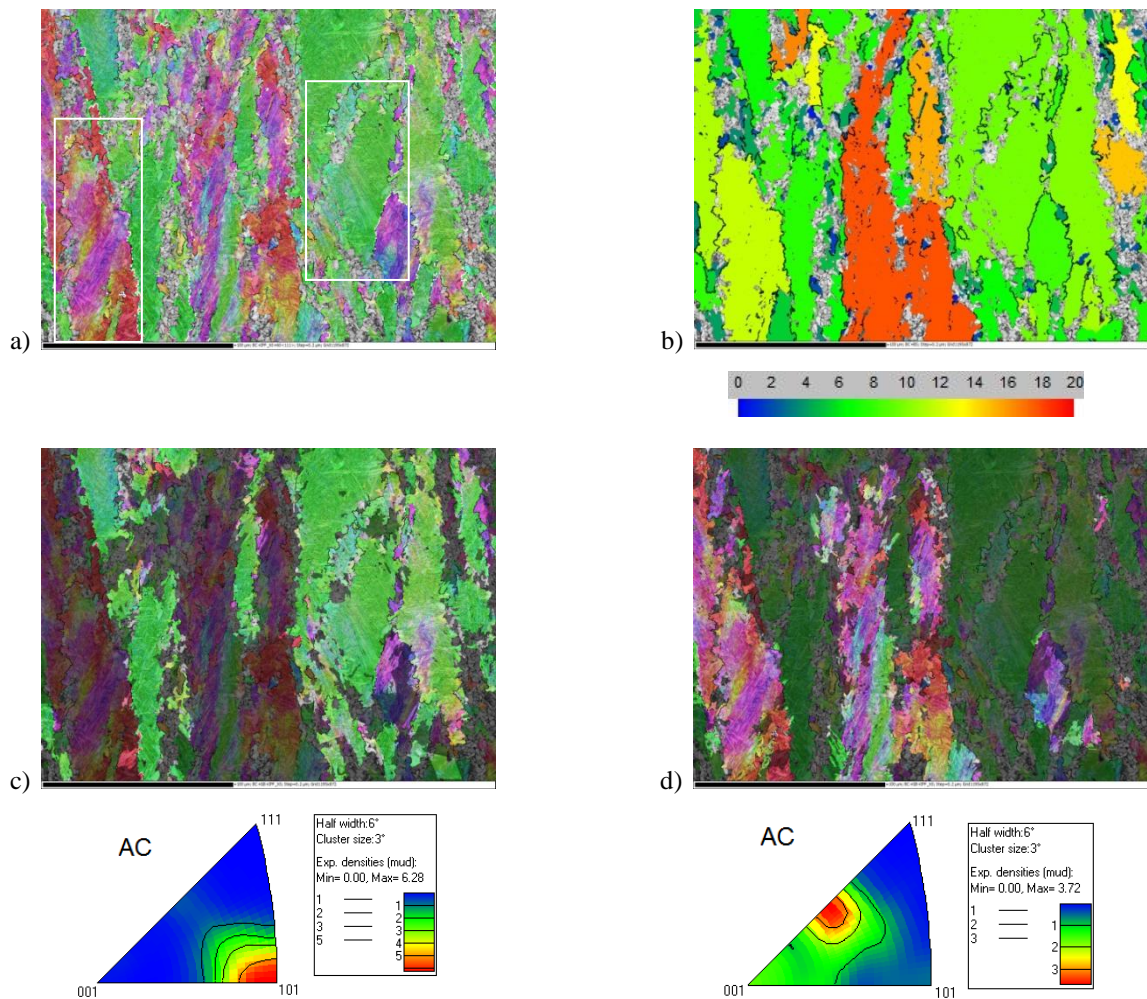 a)
b)
0 2 4 6 8 10 12 14 16 18 20
c)
d)
AC
111
001
101
Half width:6°
Cluster size:3°
Exp. densities (mud):
Min= 0.00, Max= 6.28
1
2
3
5
1
2
3
4
5
AC
111
001
101
Half width:6°
Cluster size:3°
Exp. densities (mud):
Min= 0.00, Max= 3.72
1
2
3
1
2
3